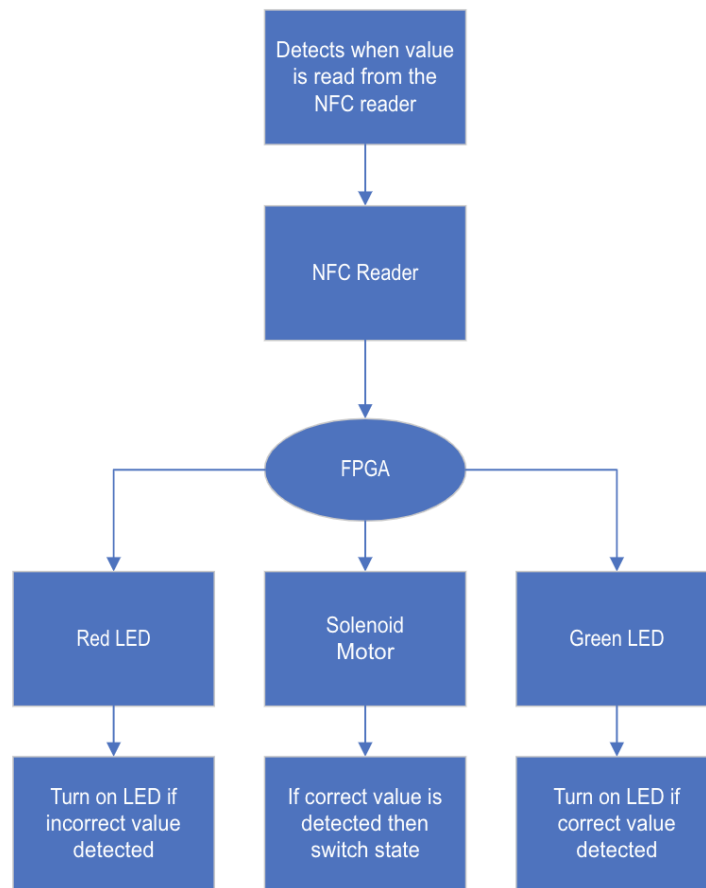 Detects when value
is read from the
NFC reader
NFC Reader
FPGA
Red LED
Solenoid
Motor
Green LED
Turn on LED if
incorrect value
detected
If correct value is
detected then
switch state
Turn on LED if
correct value
detected